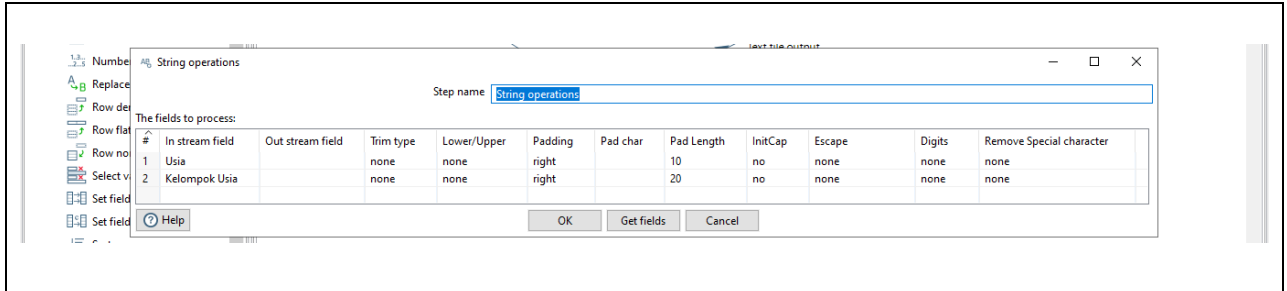 Text file output
Numbe
Replace
Row der
Row flat
Row no
Select va
Set field
Set field
String operations
Step name String operations
The fields to process:
# In stream field Out stream field Trim type Lower/Upper Padding Pad char Pad Length InitCap Escape Digits Remove Special character
1 Usia none none right 10 no none none none
2 Kelompok Usia none none right 20 no none none none
Help OK Get fields Cancel